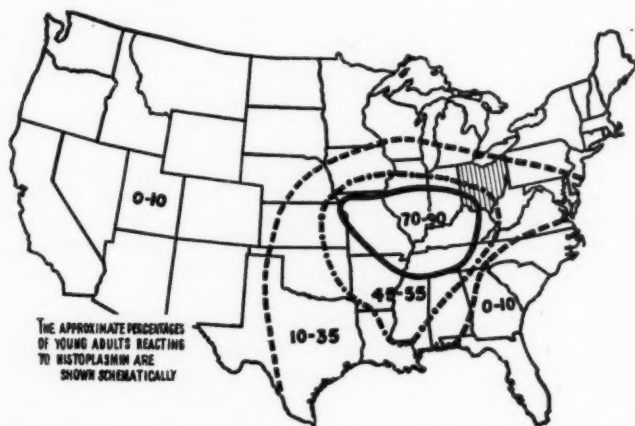 70-90
0-10
45-55
0-10
10-35
THE APPROXIMATE PERCENTAGES
OF YOUNG ADULTS REACTING
TO HISTOPLASMIN ARE
SHOWN SCHEMATICALLY